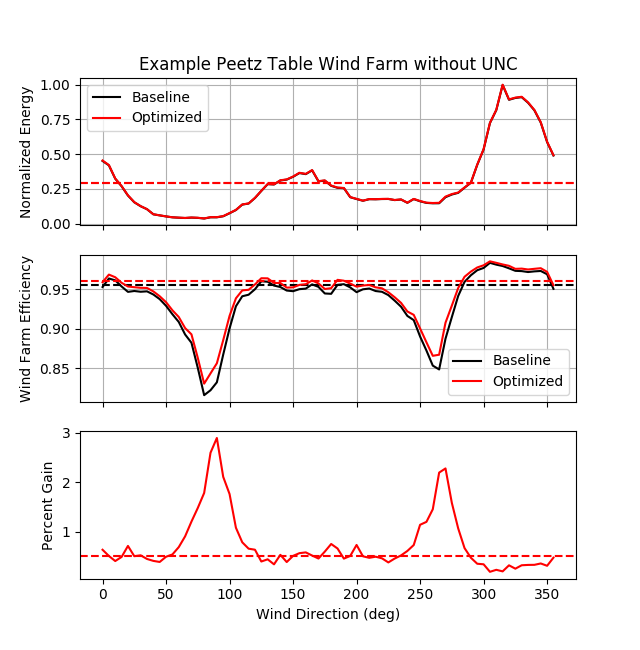 Example Peetz Table Wind Farm without UNC
Normalized Energy
1.00
0.75
0.50
0.25
0.00
Baseline
Optimized
Wind Farm Efficiency
0.95
0.90
0.85
Baseline
Optimized
Percent Gain
3
2
1
0 50 100 150 200 250 300 350
Wind Direction (deg)